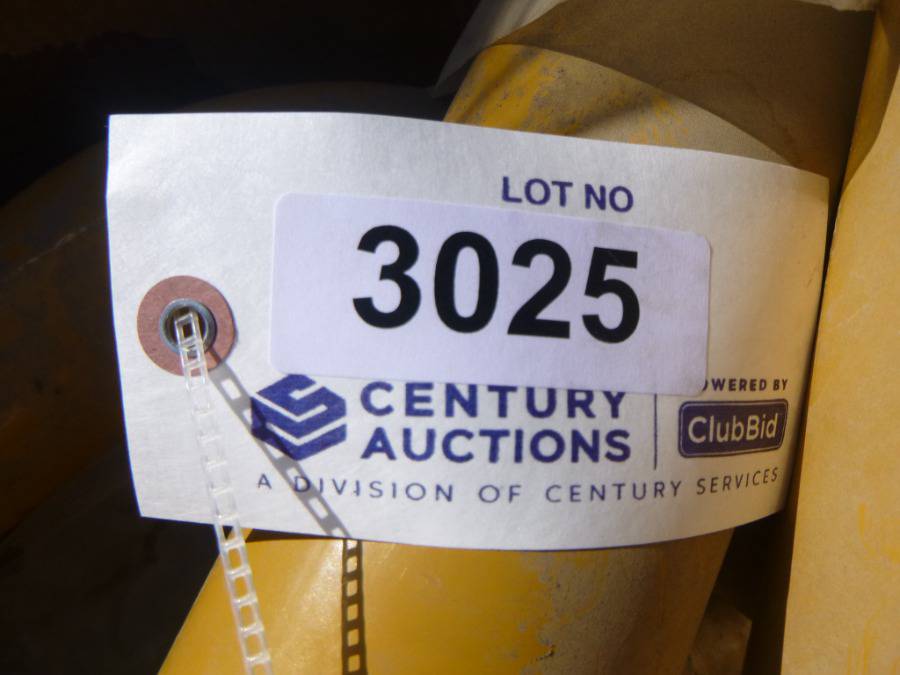 LOT NO
3025
CENTURY
AUCTIONS
OWERED BY
ClubBid
A DIVISION OF CENTURY SERVICES